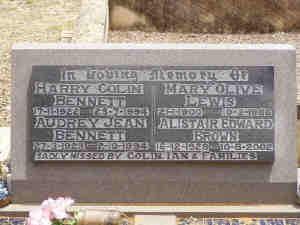 In Loving Memory Of
HARRY COLIN
BENNETT
AUDREY JEAN
BENNETT
MARY OLIVE
LEWIS
ALISTAIR EDWARD
BROWN
SADLY MISSED BY COLIN, IAN & FAMILIES